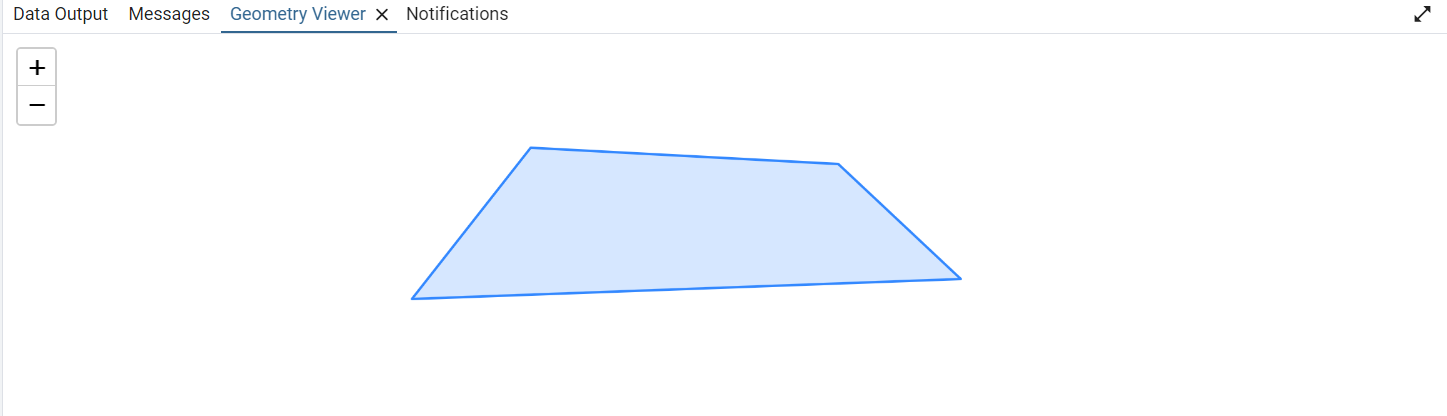 Data Output Messages Geometry Viewer × Notifications
+
−